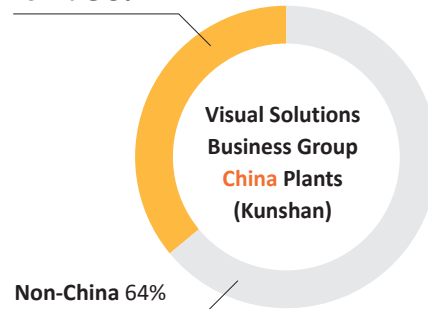 Visual Solutions
Business Group
China Plants
(Kunshan)
Non-China 64%